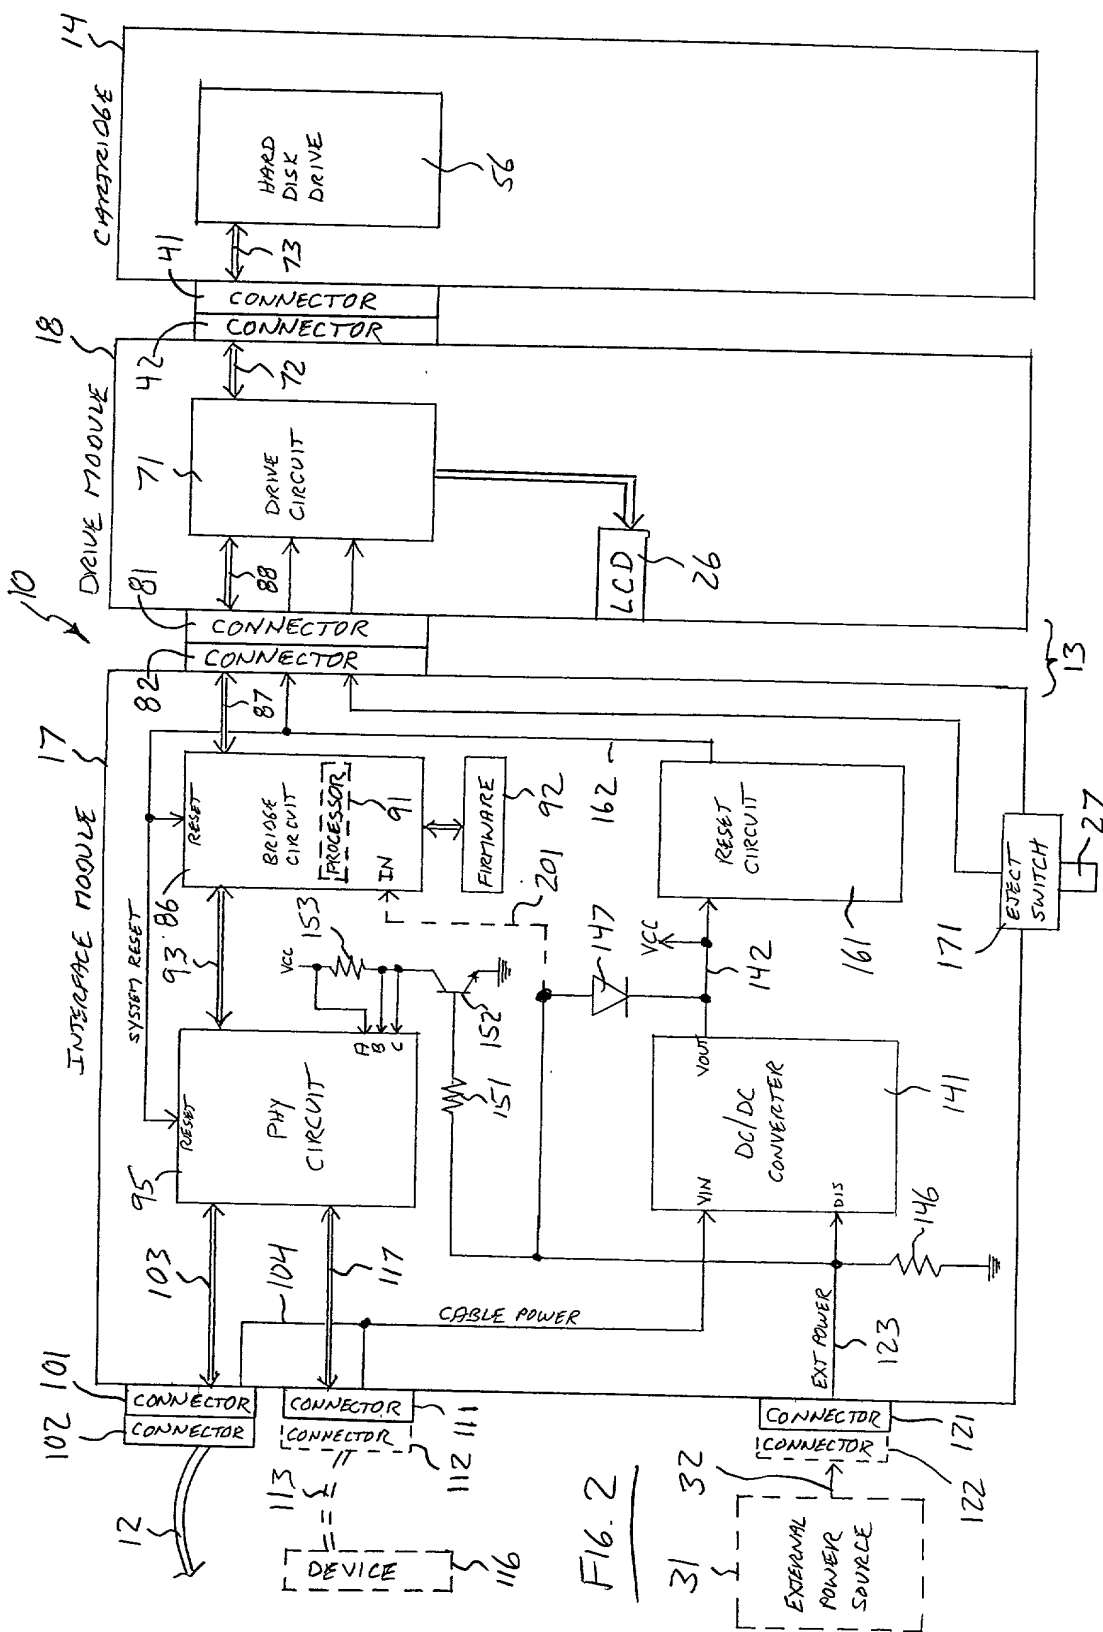 10
12
INTERFACE MODULE
17
DRIVE MODULE
18
CARTRIDGE
14
102
101
CONNECTOR
CONNECTOR
103
104
95
RESET
PHY
CIRCUIT
A
B
C
SYSTEM RESET
93
86
RESET
BRIDGE
CIRCUIT
PROCESSOR
91
IN
FIRMWARE
92
87
82
81
CONNECTOR
CONNECTOR
88
71
DRIVE
CIRCUIT
72
42
41
CONNECTOR
CONNECTOR
73
HARD
DISK
DRIVE
56
LCD
26
113
DEVICE
116
CONNECTOR
CONNECTOR
112
111
117
CABLE POWER
VCC
153
152
151
201
147
VCC
142
162
RESET
CIRCUIT
161
VIN
VOUT
DC/DC
CONVERTER
DIS
141
146
EXT POWER
123
CONNECTOR
CONNECTOR
121
122
32
31
EXTERNAL
POWER
SOURCE
EJECT
SWITCH
171
27
13
FIG. 2